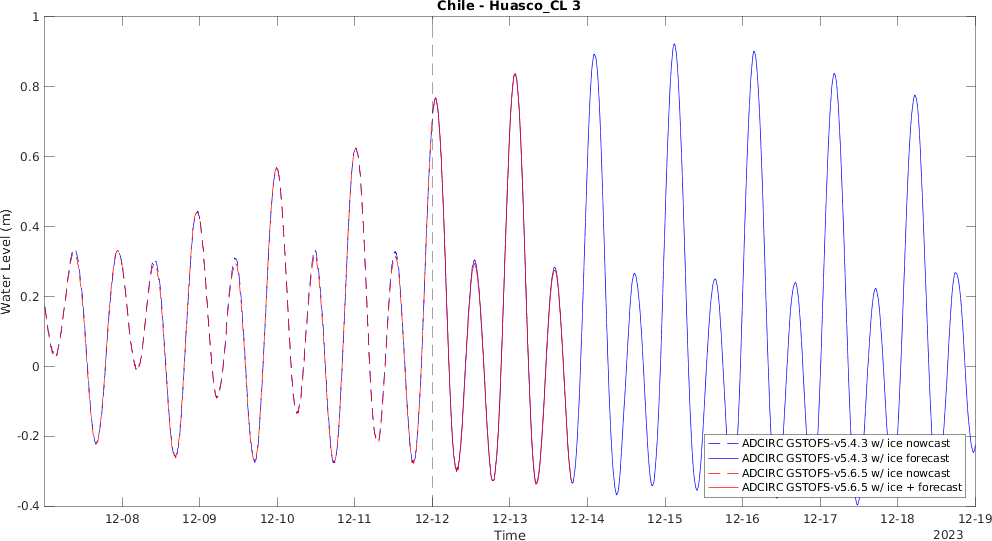 Chile - Huasco_CL 3
Water Level (m)
1
0.8
0.6
0.4
0.2
0
-0.2
-0.4
ADCIRC GSTOFS-v5.4.3 w/ ice nowcast
ADCIRC GSTOFS-v5.4.3 w/ ice forecast
ADCIRC GSTOFS-v5.6.5 w/ ice nowcast
ADCIRC GSTOFS-v5.6.5 w/ ice + forecast
12-08 12-09 12-10 12-11 12-12 12-13 12-14 12-15 12-16 12-17 12-18 12-19
Time
2023